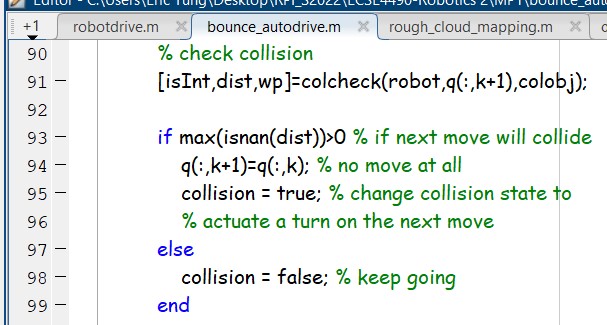 Editor - C:\Users\Eric Tung\Desktop\RPI_S2022\ECSE4490-Robotics 2\MP1\bounce_aut
+1 robotdrive.m × bounce_autodrive.m × rough_cloud_mapping.m ×
90 % check collision
91 – [isInt,dist,wp]=colcheck(robot,q(:,k+1),colobj);
92
93 – if max(isnan(dist))>0 % if next move will collide
94 – q(:,k+1)=q(:,k); % no move at all
95 – collision = true; % change collision state to
96 % actuate a turn on the next move
97 – else
98 – collision = false; % keep going
99 – end